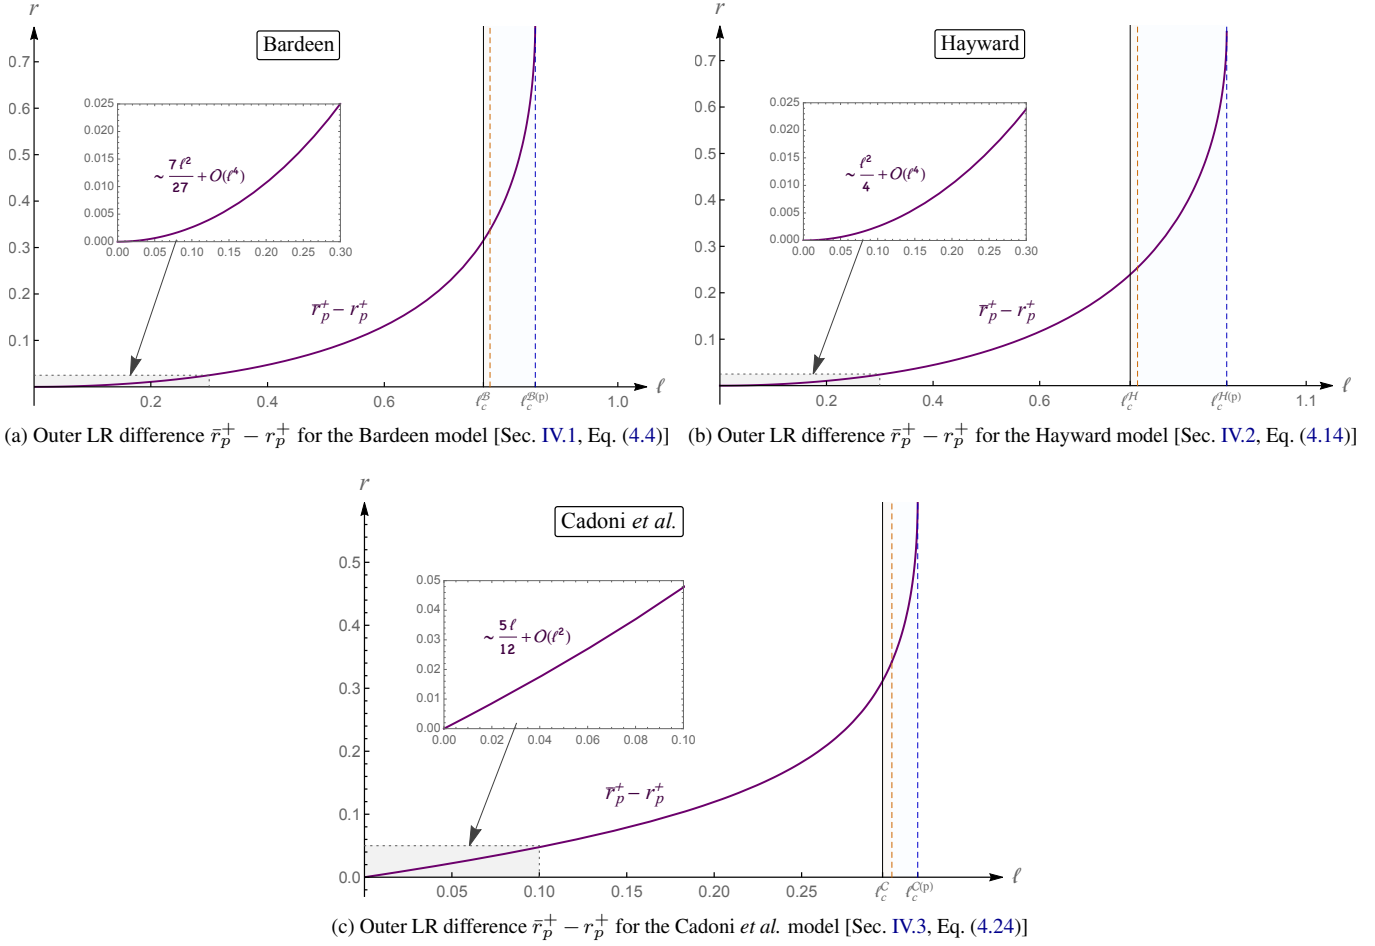 r
Bardeen
0.7
0.6
0.5
0.4
0.3
0.2
0.1
0.025
0.020
0.015
0.010
0.005
0.000
0.00 0.05 0.10 0.15 0.20 0.25 0.30
~ 7ℓ²/27 + O(ℓ⁴)
r̄ₚ⁺ − rₚ⁺
0.2 0.4 0.6 ℓ_c^B ℓ_c^B(p) 1.0 ℓ
r
Hayward
0.7
0.6
0.5
0.4
0.3
0.2
0.1
0.025
0.020
0.015
0.010
0.005
0.000
0.00 0.05 0.10 0.15 0.20 0.25 0.30
~ ℓ²/4 + O(ℓ⁴)
r̄ₚ⁺ − rₚ⁺
0.2 0.4 0.6 ℓ_c^H ℓ_c^H(p) 1.1 ℓ
(a) Outer LR difference r̄ₚ⁺ − rₚ⁺ for the Bardeen model [Sec. IV.1, Eq. (4.4)]
(b) Outer LR difference r̄ₚ⁺ − rₚ⁺ for the Hayward model [Sec. IV.2, Eq. (4.14)]
r
Cadoni et al.
0.5
0.4
0.3
0.2
0.1
0.0
0.05
0.04
0.03
0.02
0.01
0.00
0.00 0.02 0.04 0.06 0.08 0.10
~ 5ℓ/12 + O(ℓ²)
r̄ₚ⁺ − rₚ⁺
0.05 0.10 0.15 0.20 0.25 ℓ_c^C ℓ_c^C(p) ℓ
(c) Outer LR difference r̄ₚ⁺ − rₚ⁺ for the Cadoni et al. model [Sec. IV.3, Eq. (4.24)]